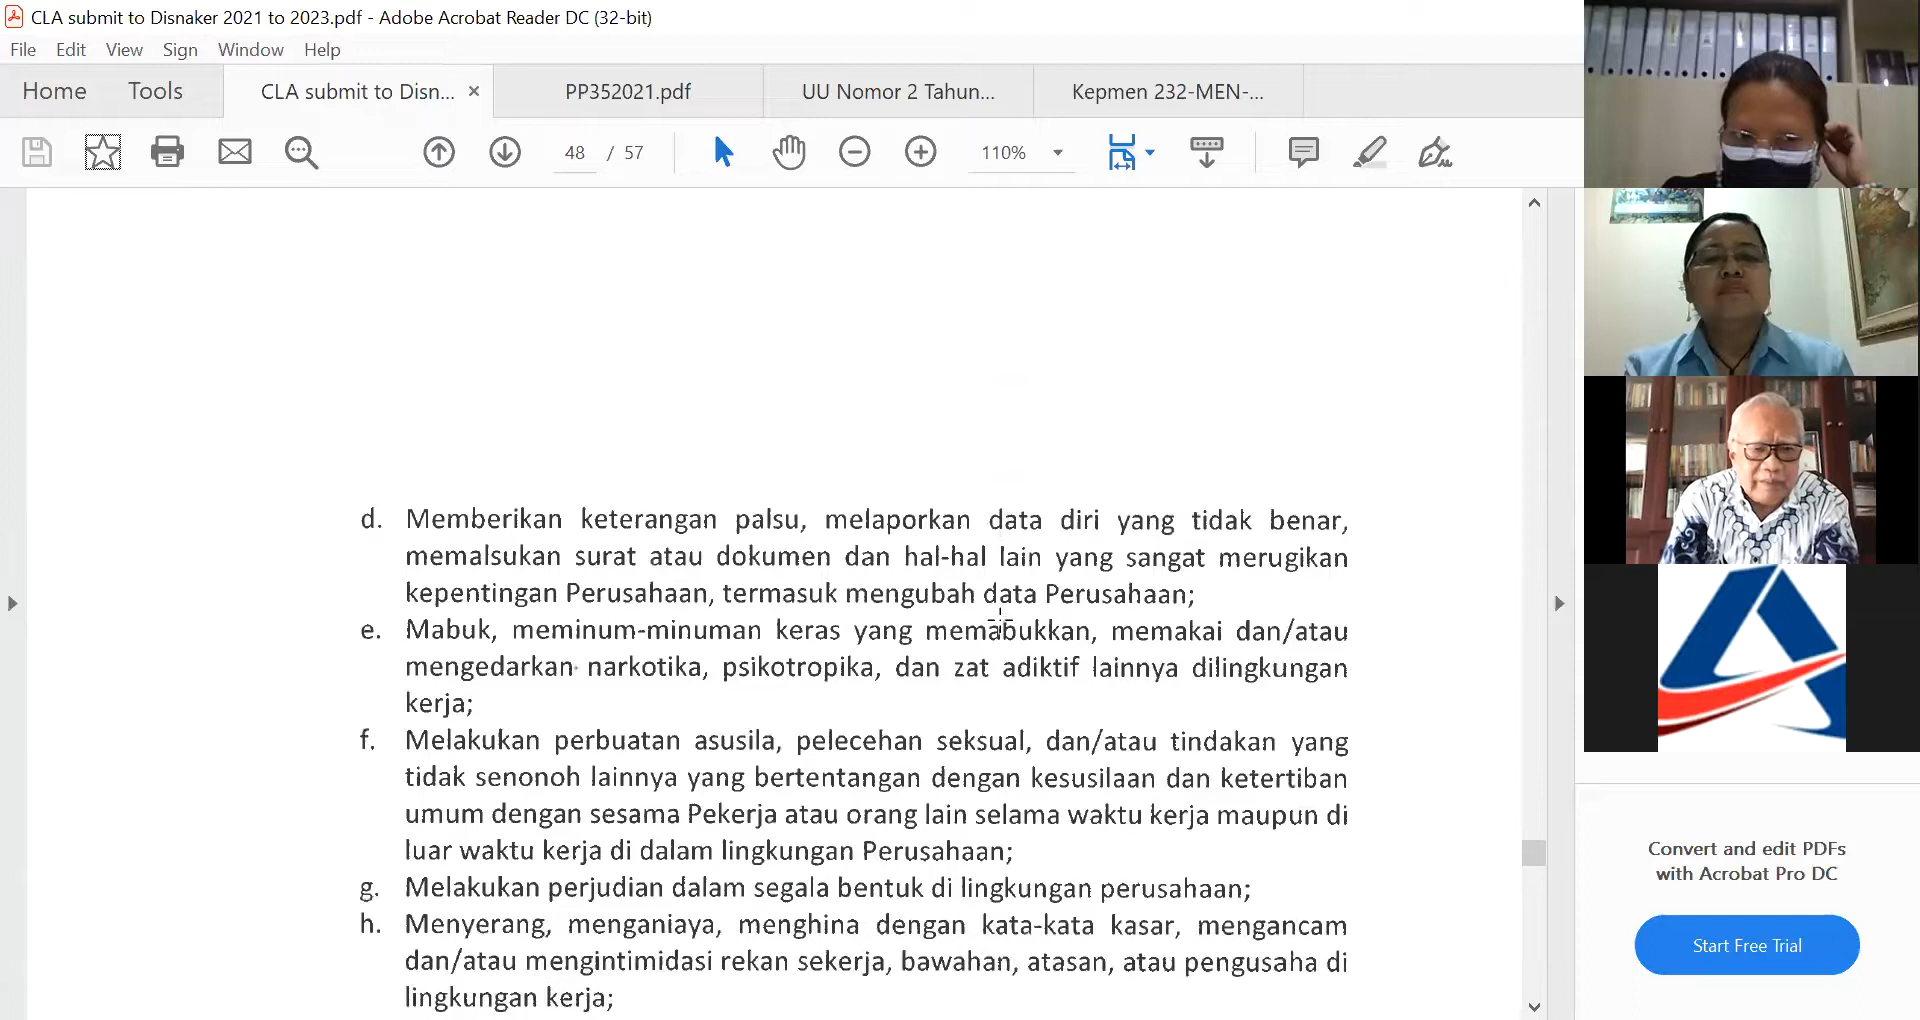 CLA submit to Disnaker 2021 to 2023.pdf - Adobe Acrobat Reader DC (32-bit)
File Edit View Sign Window Help
Home Tools CLA submit to Disn... × PP352021.pdf UU Nomor 2 Tahun... Kepmen 232-MEN-...
48 / 57 110%
d. Memberikan keterangan palsu, melaporkan data diri yang tidak benar,
memalsukan surat atau dokumen dan hal-hal lain yang sangat merugikan
kepentingan Perusahaan, termasuk mengubah data Perusahaan;
e. Mabuk, meminum-minuman keras yang memabukkan, memakai dan/atau
mengedarkan narkotika, psikotropika, dan zat adiktif lainnya dilingkungan
kerja;
f. Melakukan perbuatan asusila, pelecehan seksual, dan/atau tindakan yang
tidak senonoh lainnya yang bertentangan dengan kesusilaan dan ketertiban
umum dengan sesama Pekerja atau orang lain selama waktu kerja maupun di
luar waktu kerja di dalam lingkungan Perusahaan;
g. Melakukan perjudian dalam segala bentuk di lingkungan perusahaan;
h. Menyerang, menganiaya, menghina dengan kata-kata kasar, mengancam
dan/atau mengintimidasi rekan sekerja, bawahan, atasan, atau pengusaha di
lingkungan kerja;
Convert and edit PDFs
with Acrobat Pro DC
Start Free Trial